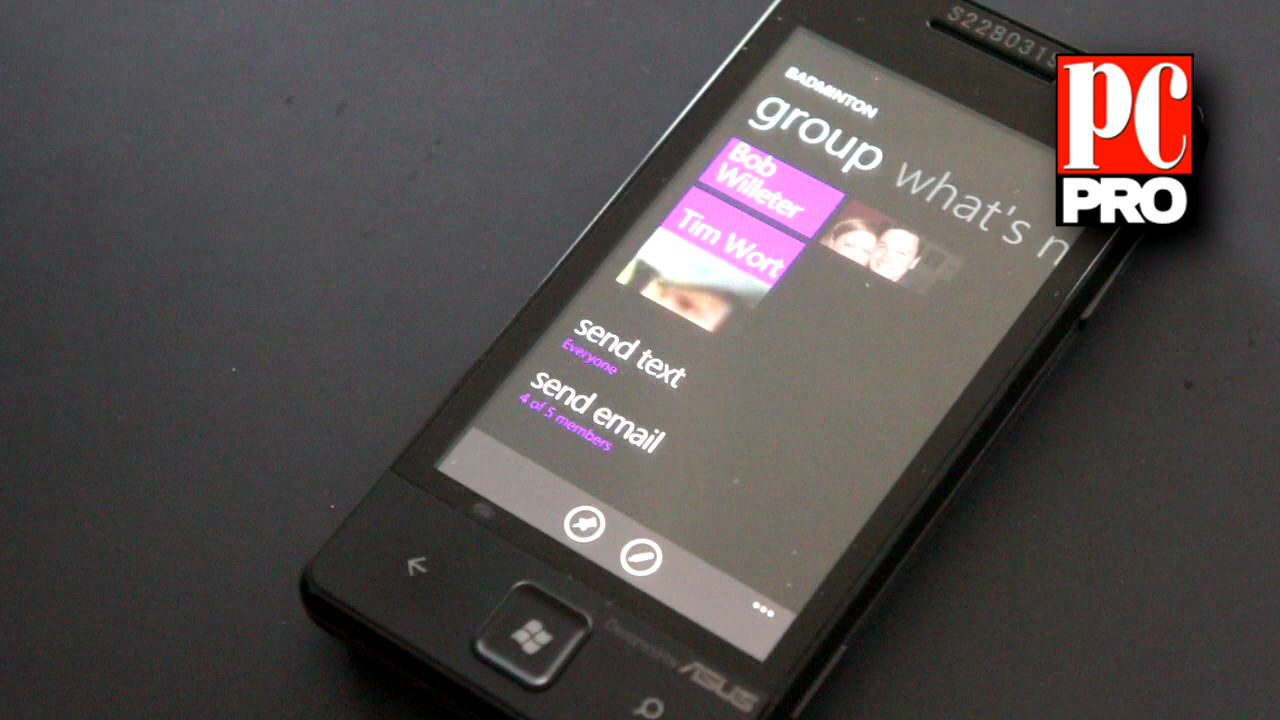 S22B0319
PC
PRO
BADMINTON
group what's n
Bob
Willeter
Tim Wort
send text
Everyone
send email
4 of 5 members
ASUS